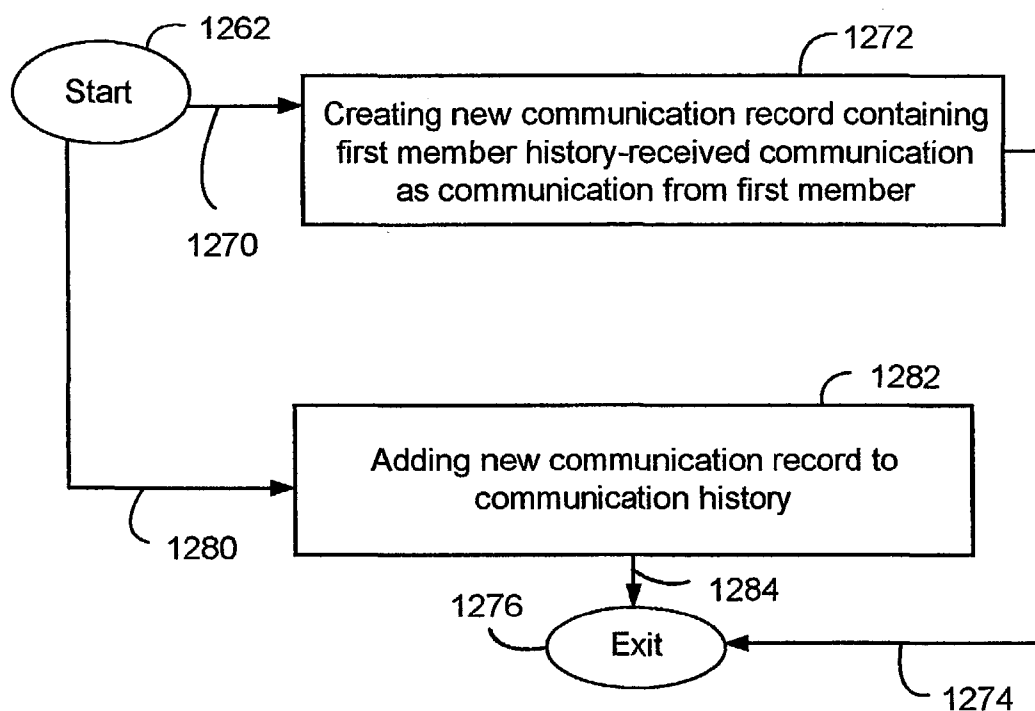 1262
1272
Start
Creating new communication record containing
first member history-received communication
as communication from first member
1270
1282
Adding new communication record to
communication history
1280
1284
1276
Exit
1274